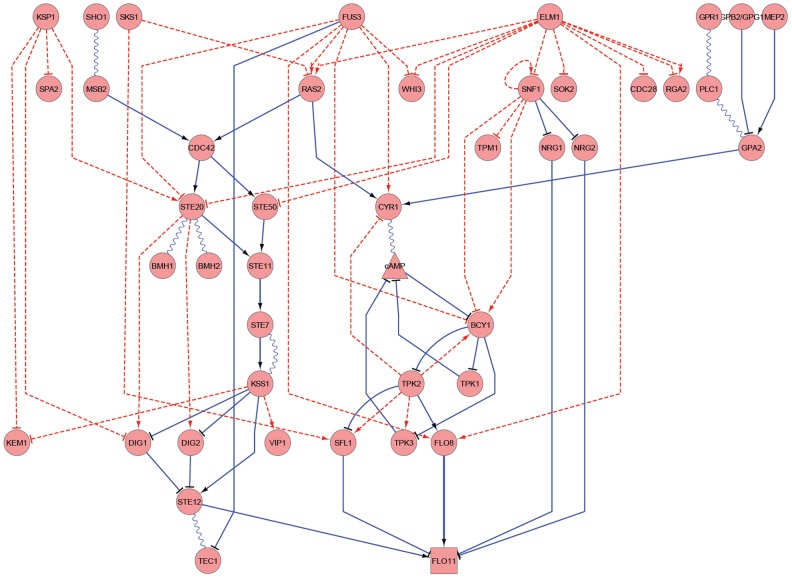 KSP1 SHO1 SKS1 FUS3 ELM1 GPR1 GPB2/GPG1 MEP2
SPA2 MSB2 RAS2 WHI3 SNF1 SOK2 CDC28 RGA2 PLC1
CDC42 TPM1 NRG1 NRG2 GPA2
STE20 STE50 CYR1
BMH1 BMH2 STE11 cAMP
STE7 BCY1
KSS1 TPK2 TPK1
KEM1 DIG1 DIG2 VIP1 SFL1 TPK3 FLO8
STE12
TEC1 FLO11